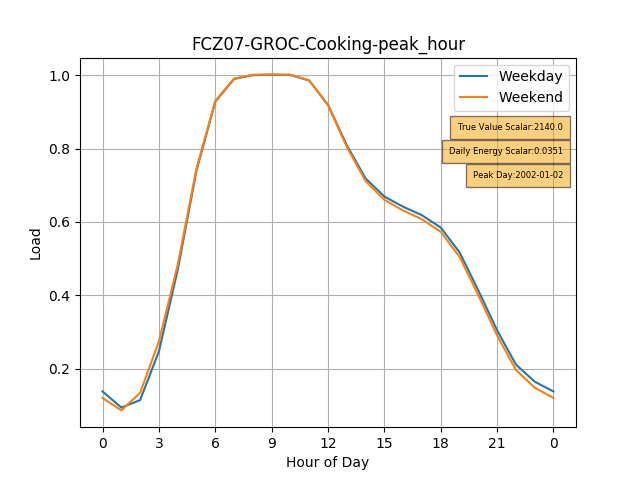 FCZ07-GROC-Cooking-peak_hour
Weekday
Weekend
True Value Scalar:2140.0
Daily Energy Scalar:0.0351
Peak Day:2002-01-02
1.0
0.8
0.6
0.4
0.2
Load
0 3 6 9 12 15 18 21 0
Hour of Day